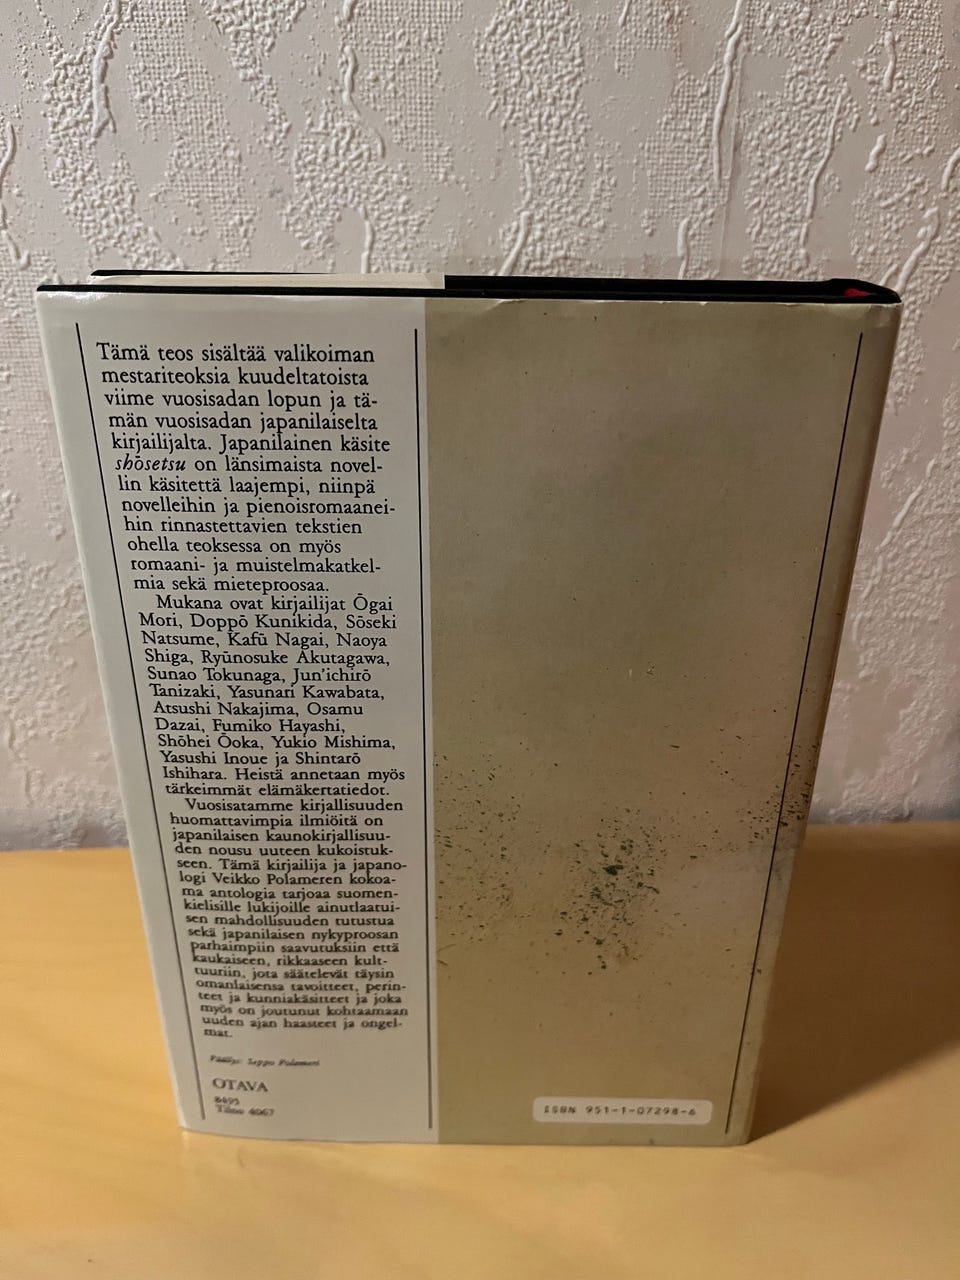 Tämä teos sisältää valikoiman
mestariteoksia kuudeltatoista
viime vuosisadan lopun ja tä-
män vuosisadan japanilaiselta
kirjailijalta. Japanilainen käsite
shōsetsu on länsimaista novel-
lin käsitettä laajempi, niinpä
novelleihin ja pienoisromaanei-
hin rinnastettavien tekstien
ohella teoksessa on myös
romaani- ja muistelmakatkel-
mia sekä mieteproosaa.
Mukana ovat kirjailijat Ōgai
Mori, Doppō Kunikida, Sōseki
Natsume, Kafū Nagai, Naoya
Shiga, Ryūnosuke Akutagawa,
Sunao Tokunaga, Jun'ichirō
Tanizaki, Yasunari Kawabata,
Atsushi Nakajima, Osamu
Dazai, Fumiko Hayashi,
Shōhei Ōoka, Yukio Mishima,
Yasushi Inoue ja Shintarō
Ishihara. Heistä annetaan myös
tärkeimmät elämäkertatiedot.
Vuosisatamme kirjallisuuden
huomattavimpia ilmiöitä on
japanilaisen kaunokirjallisuu-
den nousu uuteen kukoistuk-
seen. Tämä kirjailija ja japano-
logi Veikko Polameren kokoa-
ma antologia tarjoaa suomen-
kielisille lukijoille ainutlaatui-
sen mahdollisuuden tutustua
sekä japanilaisen nykyproosan
parhaimpiin saavutuksiin että
kaukaiseen, rikkaaseen kult-
tuuriin, jota säätelevät täysin
omanlaisensa tavoitteet, perin-
teet ja kunniakäsitteet ja joka
myös on joutunut kohtaamaan
uuden ajan haasteet ja ongel-
mat.
Päällys: Seppo Polameri
OTAVA
8495
Tilno 4067
ISBN 951-1-07298-6